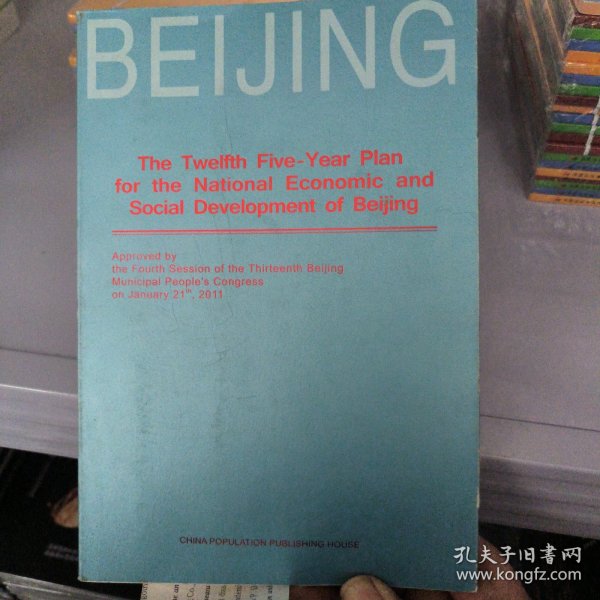 BEIJING
The Twelfth Five-Year Plan
for the National Economic and
Social Development of Beijing
Approved by
the Fourth Session of the Thirteenth Beijing
Municipal People's Congress
on January 21th, 2011
CHINA POPULATION PUBLISHING HOUSE
孔夫子旧书网
www.kongfz.com